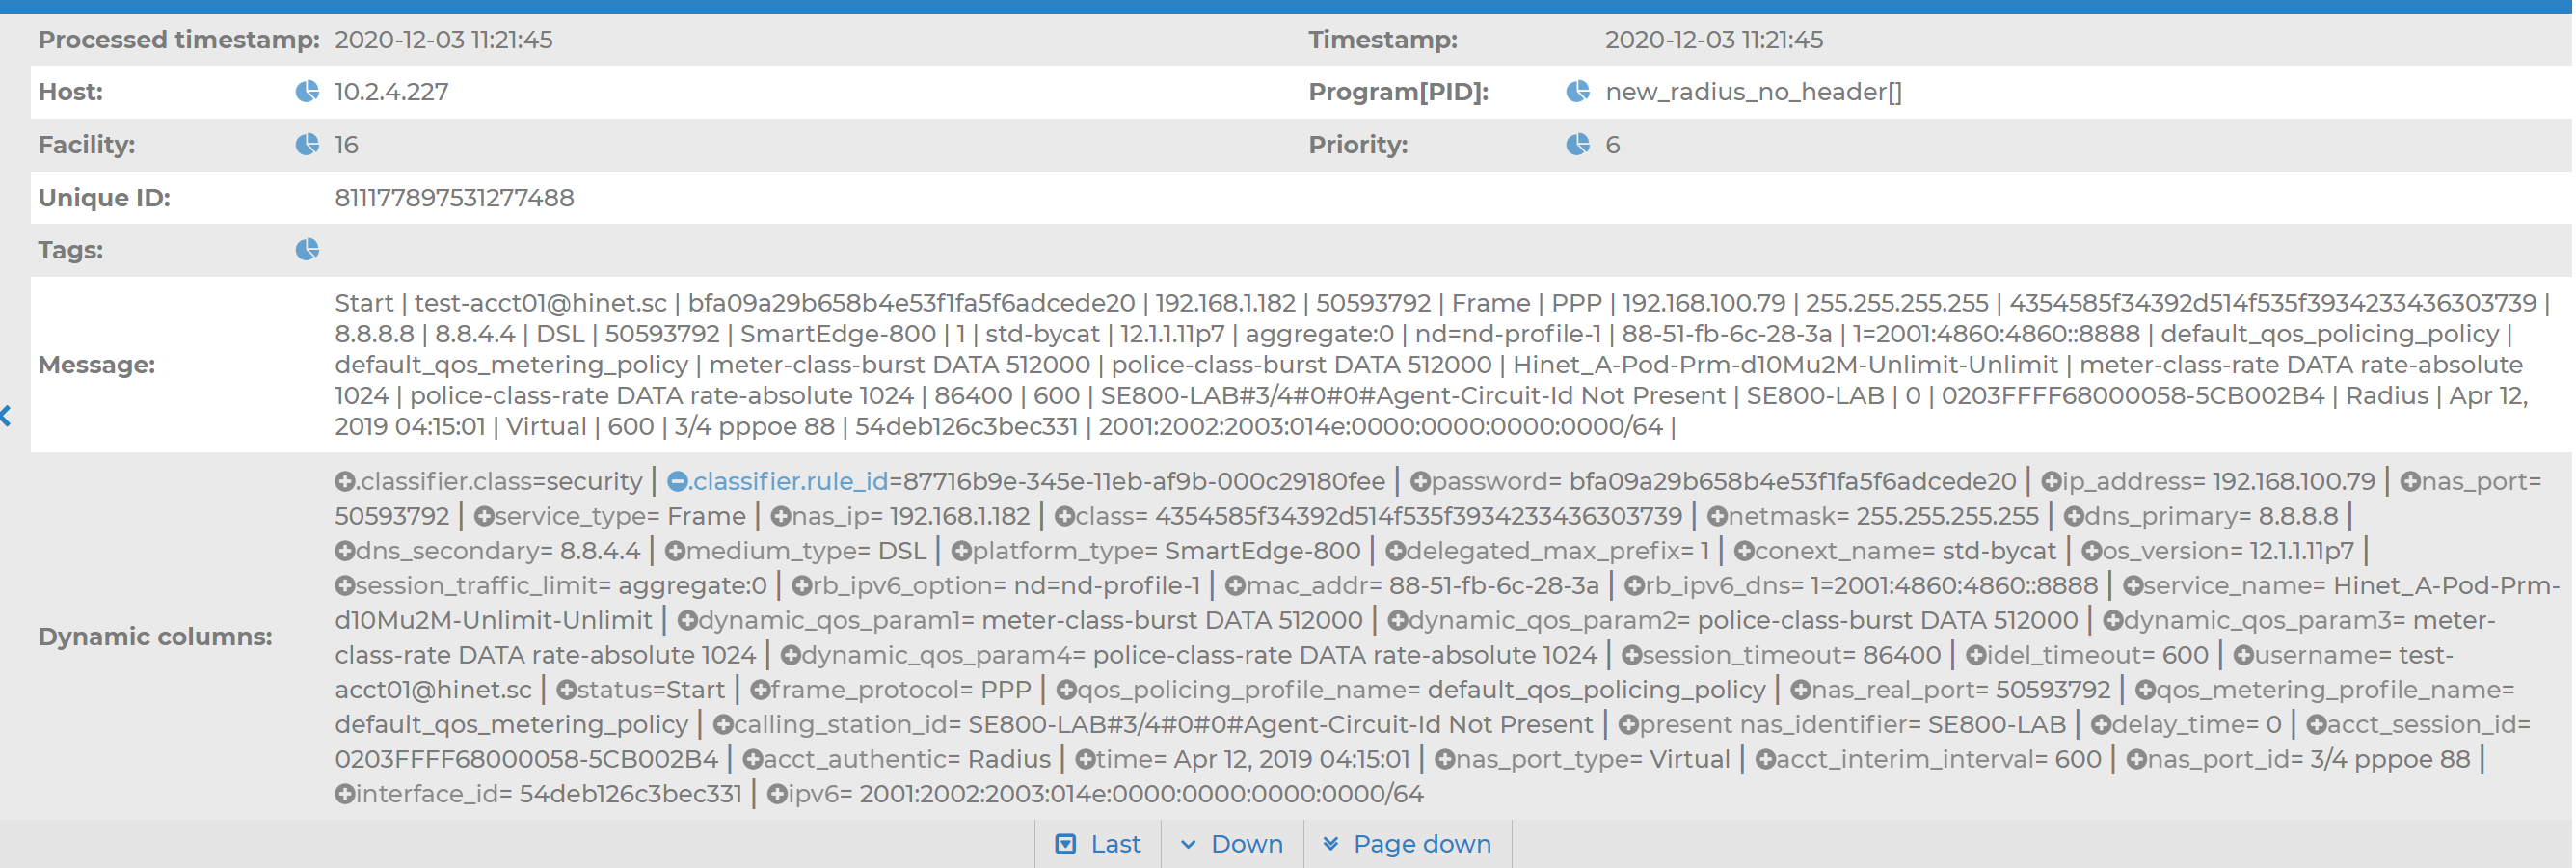 Processed timestamp: 2020-12-03 11:21:45 Timestamp: 2020-12-03 11:21:45
Host: 10.2.4.227 Program[PID]: new_radius_no_header[]
Facility: 16 Priority: 6
Unique ID: 811177897531277488
Tags:
Message:
Start | test-acct01@hinet.sc | bfa09a29b658b4e53f1fa5f6adcede20 | 192.168.1.182 | 50593792 | Frame | PPP | 192.168.100.79 | 255.255.255.255 | 4354585f34392d514f535f3934233436303739 |
8.8.8.8 | 8.8.4.4 | DSL | 50593792 | SmartEdge-800 | 1 | std-bycat | 12.1.1.11p7 | aggregate:0 | nd=nd-profile-1 | 88-51-fb-6c-28-3a | 1=2001:4860:4860::8888 | default_qos_policing_policy |
default_qos_metering_policy | meter-class-burst DATA 512000 | police-class-burst DATA 512000 | Hinet_A-Pod-Prm-d10Mu2M-Unlimit-Unlimit | meter-class-rate DATA rate-absolute
1024 | police-class-rate DATA rate-absolute 1024 | 86400 | 600 | SE800-LAB#3/4#0#0#Agent-Circuit-Id Not Present | SE800-LAB | 0 | 0203FFFF68000058-5CB002B4 | Radius | Apr 12,
2019 04:15:01 | Virtual | 600 | 3/4 pppoe 88 | 54deb126c3bec331 | 2001:2002:2003:014e:0000:0000:0000:0000/64 |
Dynamic columns:
.classifier.class=security | .classifier.rule_id=87716b9e-345e-11eb-af9b-000c29180fee | password= bfa09a29b658b4e53f1fa5f6adcede20 | ip_address= 192.168.100.79 | nas_port=
50593792 | service_type= Frame | nas_ip= 192.168.1.182 | class= 4354585f34392d514f535f3934233436303739 | netmask= 255.255.255.255 | dns_primary= 8.8.8.8 |
dns_secondary= 8.8.4.4 | medium_type= DSL | platform_type= SmartEdge-800 | delegated_max_prefix= 1 | conext_name= std-bycat | os_version= 12.1.1.11p7 |
session_traffic_limit= aggregate:0 | rb_ipv6_option= nd=nd-profile-1 | mac_addr= 88-51-fb-6c-28-3a | rb_ipv6_dns= 1=2001:4860:4860::8888 | service_name= Hinet_A-Pod-Prm-
d10Mu2M-Unlimit-Unlimit | dynamic_qos_param1= meter-class-burst DATA 512000 | dynamic_qos_param2= police-class-burst DATA 512000 | dynamic_qos_param3= meter-
class-rate DATA rate-absolute 1024 | dynamic_qos_param4= police-class-rate DATA rate-absolute 1024 | session_timeout= 86400 | idel_timeout= 600 | username= test-
acct01@hinet.sc | status=Start | frame_protocol= PPP | qos_policing_profile_name= default_qos_policing_policy | nas_real_port= 50593792 | qos_metering_profile_name=
default_qos_metering_policy | calling_station_id= SE800-LAB#3/4#0#0#Agent-Circuit-Id Not Present | present nas_identifier= SE800-LAB | delay_time= 0 | acct_session_id=
0203FFFF68000058-5CB002B4 | acct_authentic= Radius | time= Apr 12, 2019 04:15:01 | nas_port_type= Virtual | acct_interim_interval= 600 | nas_port_id= 3/4 pppoe 88 |
interface_id= 54deb126c3bec331 | ipv6= 2001:2002:2003:014e:0000:0000:0000:0000/64
Last Down Page down